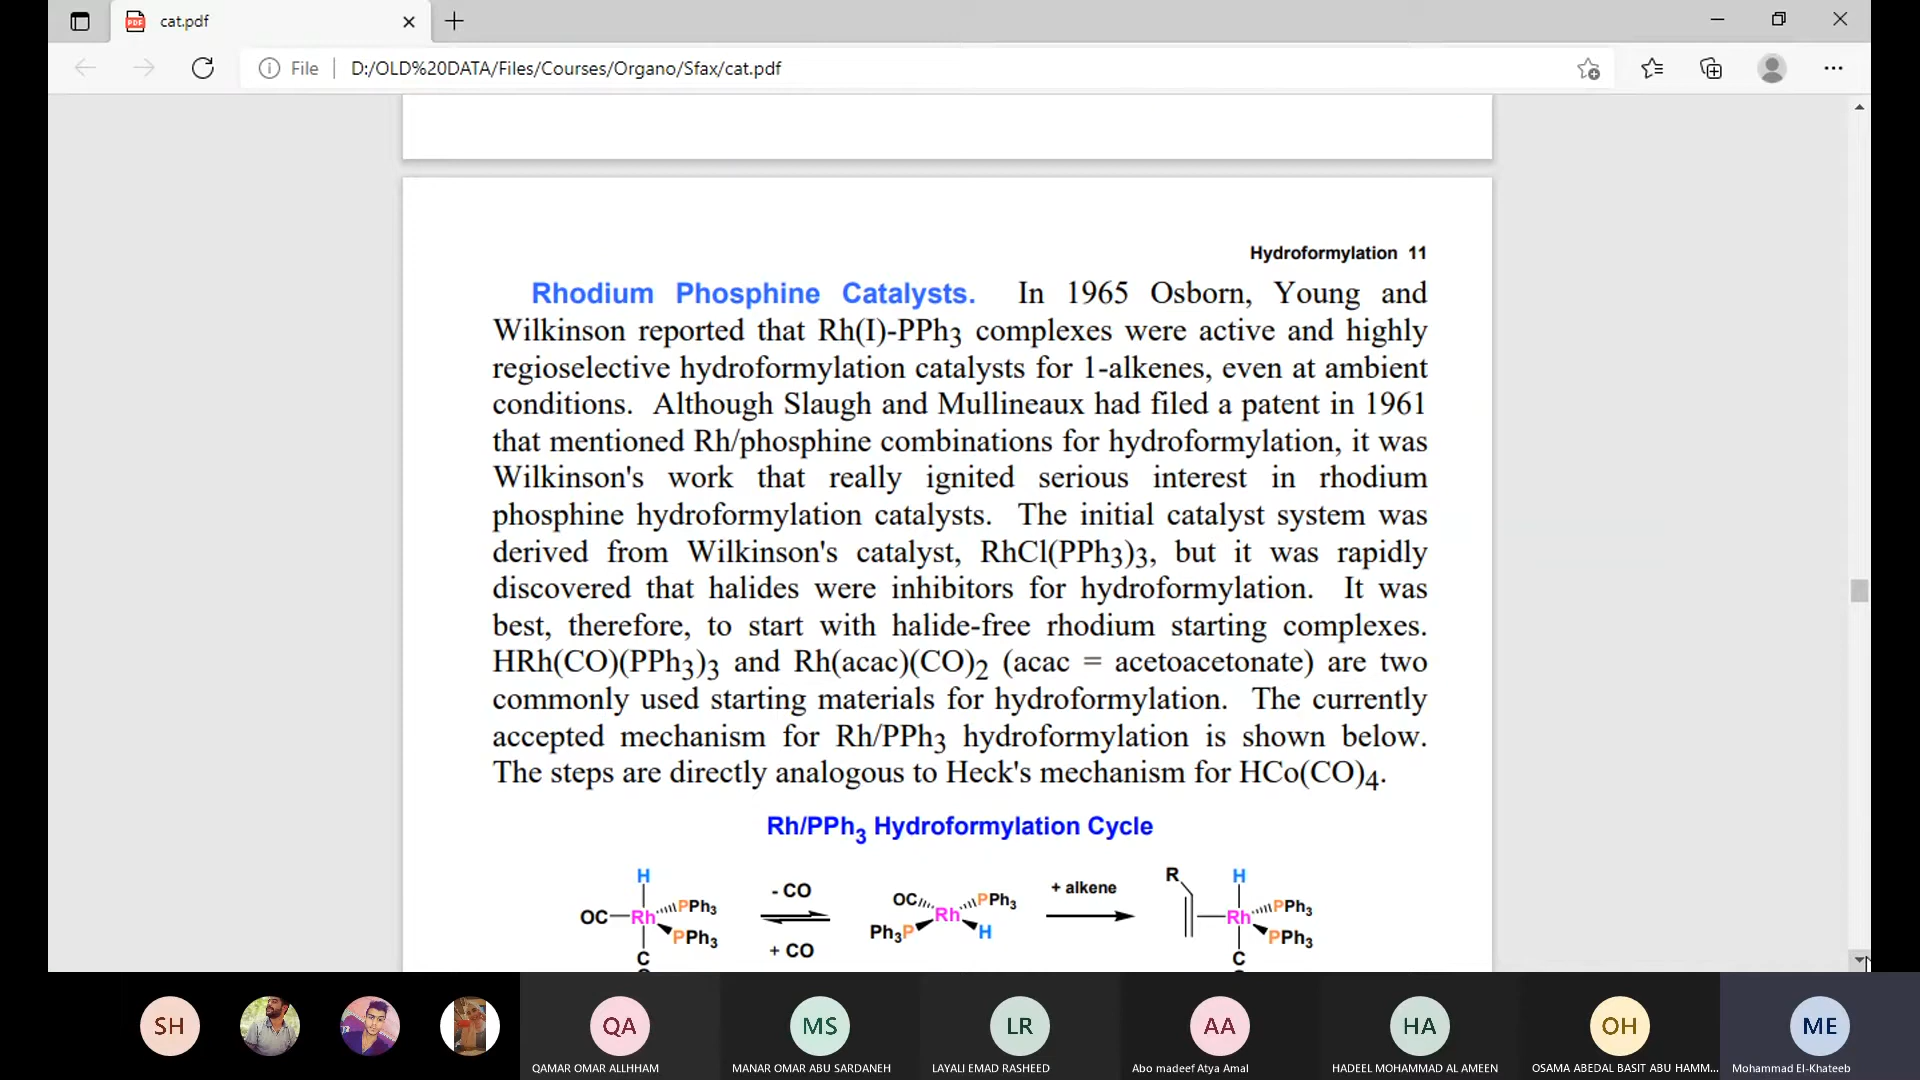 cat.pdf
File
D:/OLD%20DATA/Files/Courses/Organo/Sfax/cat.pdf
Hydroformylation 11
Rhodium Phosphine Catalysts. In 1965 Osborn, Young and
Wilkinson reported that Rh(I)-PPh3 complexes were active and highly
regioselective hydroformylation catalysts for 1-alkenes, even at ambient
conditions. Although Slaugh and Mullineaux had filed a patent in 1961
that mentioned Rh/phosphine combinations for hydroformylation, it was
Wilkinson's work that really ignited serious interest in rhodium
phosphine hydroformylation catalysts. The initial catalyst system was
derived from Wilkinson's catalyst, RhCl(PPh3)3, but it was rapidly
discovered that halides were inhibitors for hydroformylation. It was
best, therefore, to start with halide-free rhodium starting complexes.
HRh(CO)(PPh3)3 and Rh(acac)(CO)2 (acac = acetoacetonate) are two
commonly used starting materials for hydroformylation. The currently
accepted mechanism for Rh/PPh3 hydroformylation is shown below.
The steps are directly analogous to Heck's mechanism for HCo(CO)4.
Rh/PPh3 Hydroformylation Cycle
H
OC Rh PPh3
PPh3
C
- CO
+ CO
OC Rh PPh3
Ph3P H
+ alkene
R H
Rh PPh3
PPh3
C
SH QA MS LR AA HA OH ME
QAMAR OMAR ALLHHAM MANAR OMAR ABU SARDANEH LAYALI EMAD RASHEED Abo madeef Atya Amal HADEEL MOHAMMAD AL AMEEN OSAMA ABEDAL BASIT ABU HAMM... Mohammad El-Khateeb